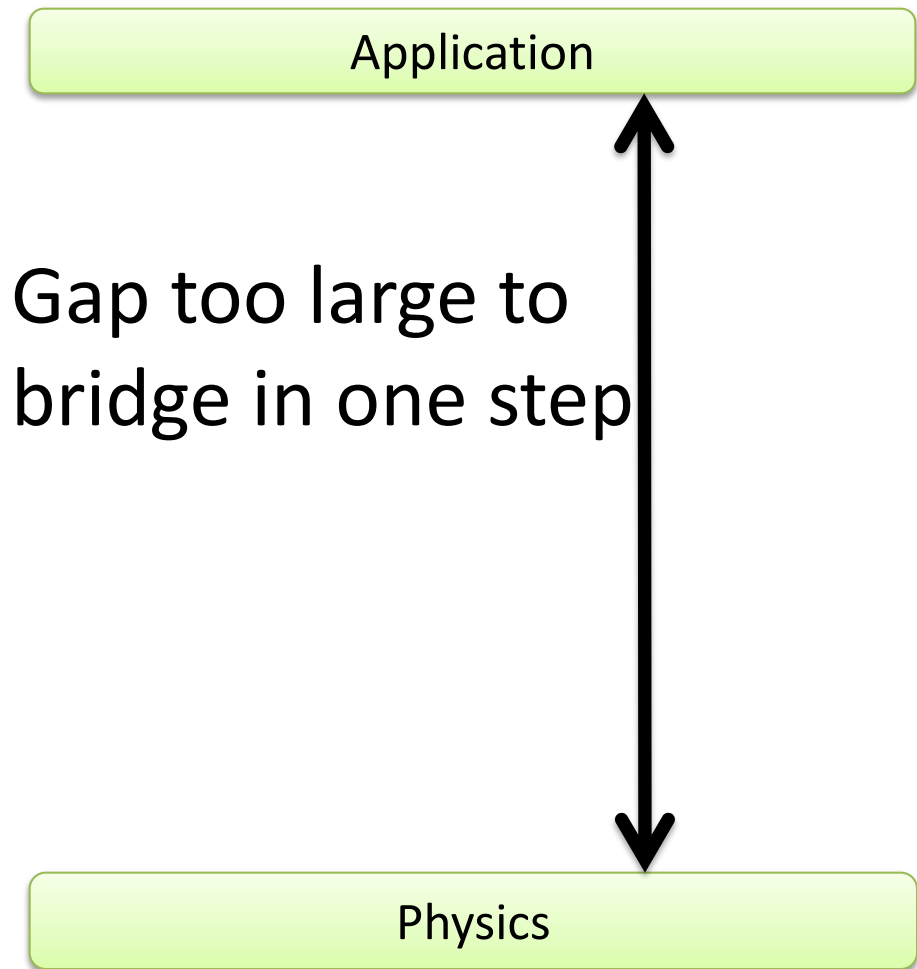 Application
Gap too large to
bridge in one step
Physics